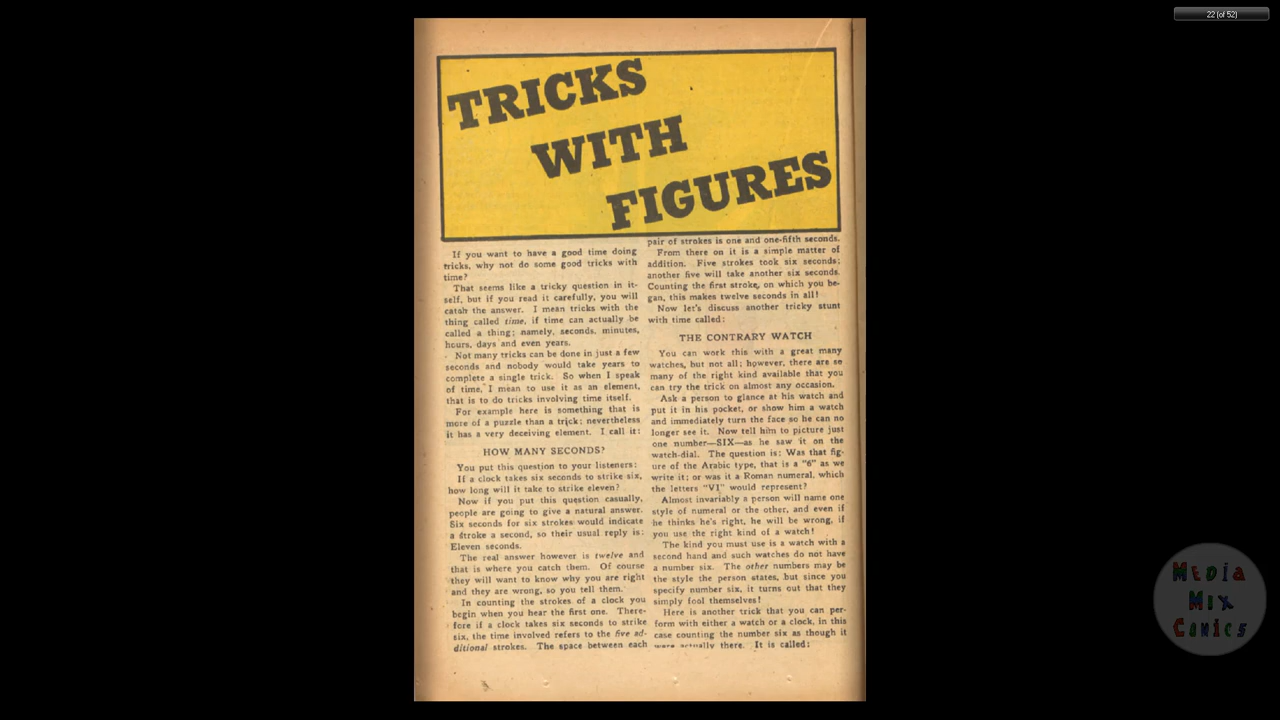 22 (of 52)
TRICKS
WITH
FIGURES
If you want to have a good time doing
tricks, why not do some good tricks with
time?
That seems like a tricky question in it-
self, but if you read it carefully, you will
catch the answer. I mean tricks with the
thing called time, if time can actually be
called a thing; namely, seconds, minutes,
hours, days and even years.
Not many tricks can be done in just a few
seconds and nobody would take years to
complete a single trick. So when I speak
of time, I mean to use it as an element,
that is to do tricks involving time itself.
For example here is something that is
more of a puzzle than a trick; nevertheless
it has a very deceiving element. I call it:
HOW MANY SECONDS?
You put this question to your listeners:
If a clock takes six seconds to strike six,
how long will it take to strike eleven?
Now if you put this question casually,
people are going to give a natural answer.
Six seconds for six strokes would indicate
a stroke a second, so their usual reply is:
Eleven seconds.
The real answer however is twelve and
that is where you catch them. Of course
they will want to know why you are right
and they are wrong, so you tell them.
In counting the strokes of a clock you
begin when you hear the first one. There-
fore if a clock takes six seconds to strike
six, the time involved refers to the five ad-
ditional strokes. The space between each
pair of strokes is one and one-fifth seconds.
From there on it is a simple matter of
addition. Five strokes took six seconds;
another five will take another six seconds.
Counting the first stroke, on which you be-
gan, this makes twelve seconds in all!
Now let's discuss another tricky stunt
with time called:
THE CONTRARY WATCH
You can work this with a great many
watches, but not all; however, there are so
many of the right kind available that you
can try the trick on almost any occasion.
Ask a person to glance at his watch and
put it in his pocket, or show him a watch
and immediately turn the face so he can no
longer see it. Now tell him to picture just
one number—SIX—as he saw it on the
watch-dial. The question is: Was that fig-
ure of the Arabic type, that is a "6" as we
write it; or was it a Roman numeral, which
the letters "VI" would represent?
Almost invariably a person will name one
style of numeral or the other, and even if
he thinks he's right, he will be wrong, if
you use the right kind of a watch!
The kind you must use is a watch with a
second hand and such watches do not have
a number six. The other numbers may be
the style the person states, but since you
specify number six, it turns out that they
simply fool themselves!
Here is another trick that you can per-
form with either a watch or a clock, in this
case counting the number six as though it
were actually there. It is called:
MEDIA
MIX
COMICS